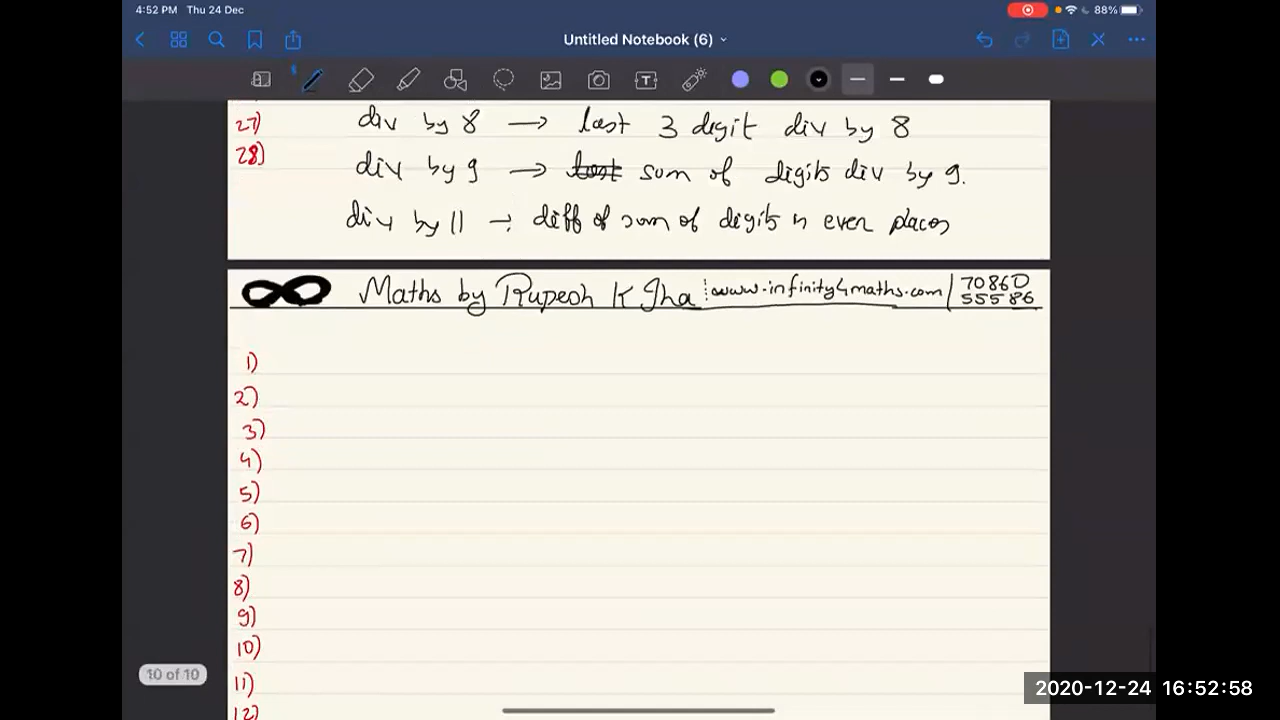 4:52 PM Thu 24 Dec
88%
Untitled Notebook (6)
27) div by 8 → last 3 digit div by 8
28) div by 9 → last sum of digits div by 9.
div by 11 → diff of sum of digits in even places
Maths by Rupesh K Jha www.infinity4maths.com 70860
55586
1)
2)
3)
4)
5)
6)
7)
8)
9)
10)
11)
12)
10 of 10
2020-12-24 16:52:58